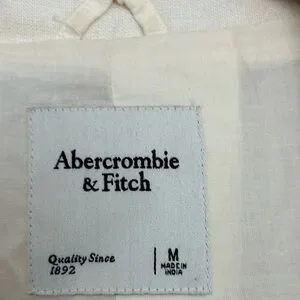 Abercrombie
& Fitch
Quality Since
1892
M
MADE IN
INDIA